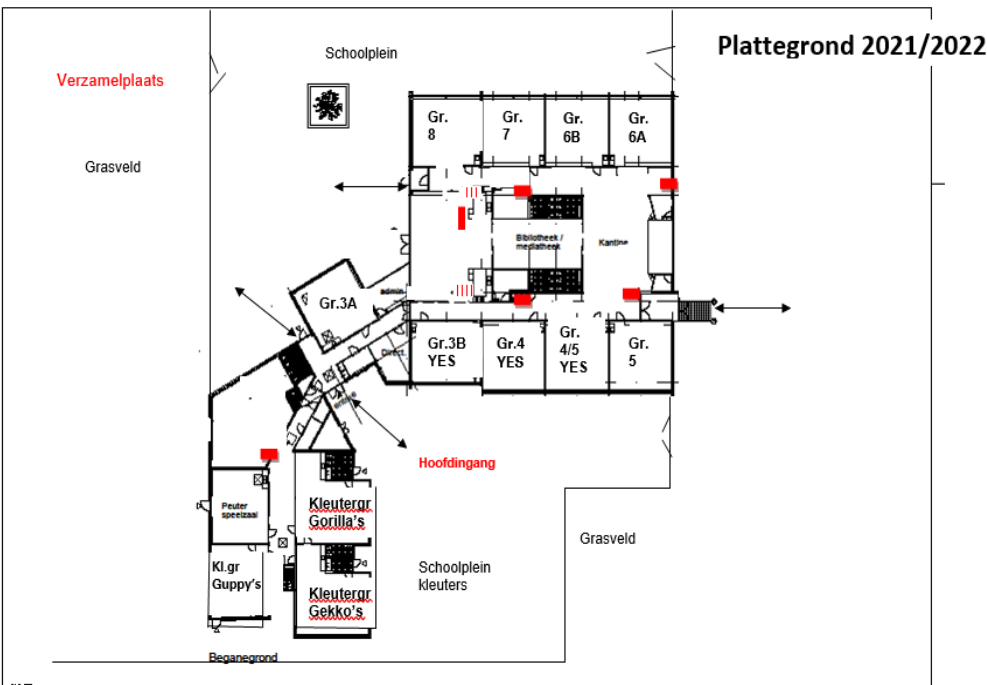 Plattegrond 2021/2022
Schoolplein
Verzamelplaats
Grasveld
Gr.
8
Gr.
7
Gr.
6B
Gr.
6A
Bibliotheek /
mediatheek
Kantine
admin.
Gr.3A
Direct.
Gr.3B
YES
Gr.4
YES
Gr.
4/5
YES
Gr.
5
Hoofdingang
Peuter
speelzaal
Kleutergr
Gorilla's
Kl.gr
Guppy's
Kleutergr
Gekko's
Schoolplein
kleuters
Grasveld
Beganegrond